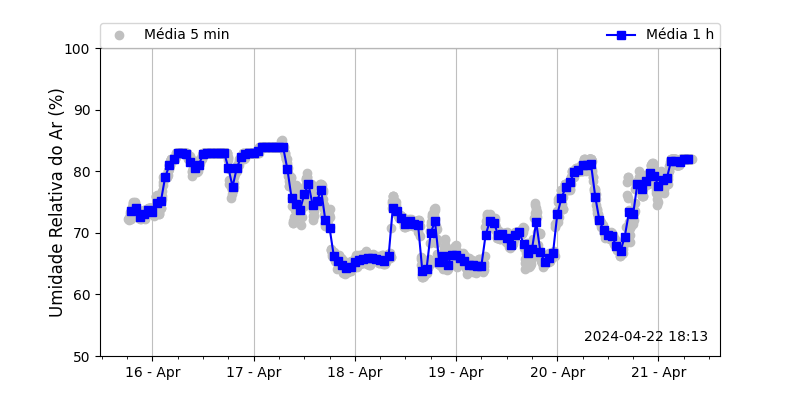 Média 5 min
Média 1 h
Umidade Relativa do Ar (%)
100
90
80
70
60
50
2024-04-22 18:13
16 - Apr
17 - Apr
18 - Apr
19 - Apr
20 - Apr
21 - Apr